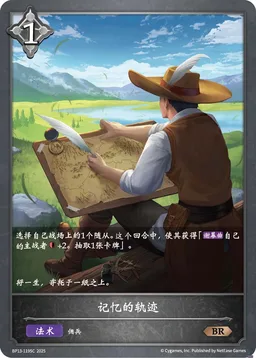 1
选择自己战场上的1个随从。这个回合中，使其获得「谢幕曲 自己
的主战者 +2。抽取1张卡牌」。
将一生，寄托于一纸之上。
记忆的轨迹
法术 佣兵 BR
BP13-119SC 2025 © Cygames, Inc. Published by NetEase Games